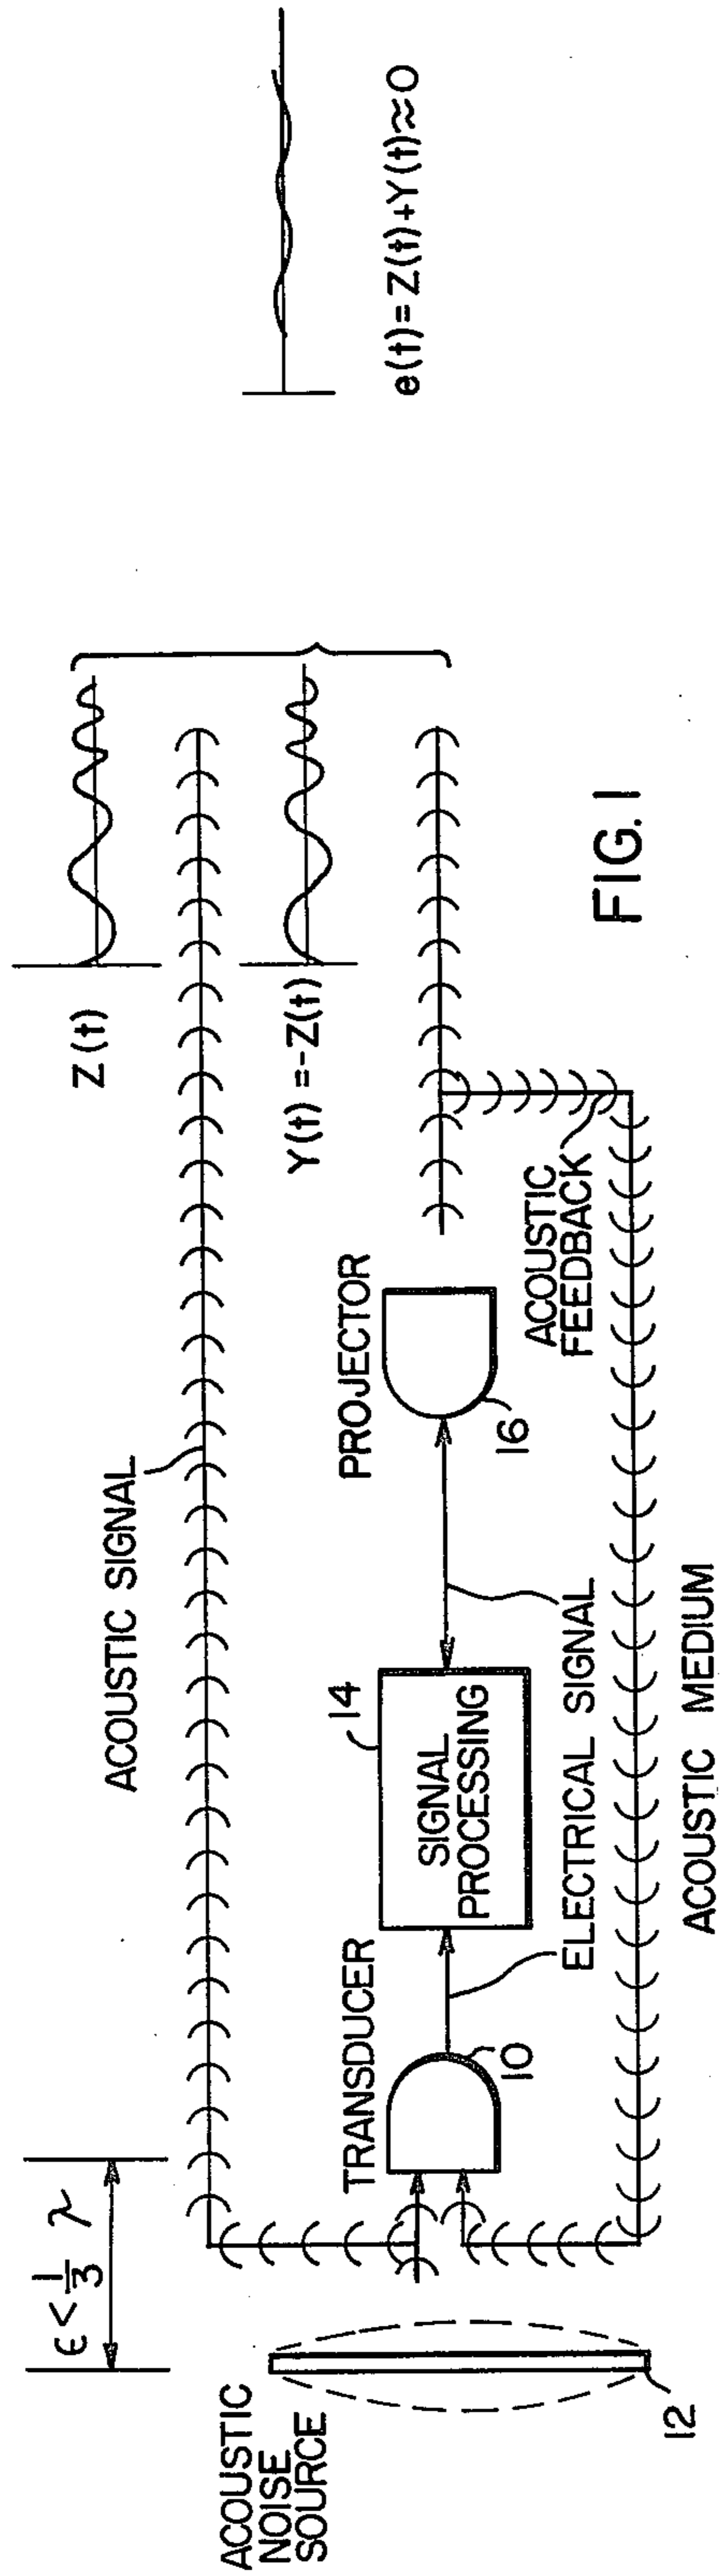 ACOUSTIC
NOISE
SOURCE
12
ε < 1/3 λ
ACOUSTIC SIGNAL
TRANSDUCER
10
SIGNAL
PROCESSING
14
ELECTRICAL SIGNAL
PROJECTOR
16
ACOUSTIC
FEEDBACK
ACOUSTIC MEDIUM
Z(t)
Y(t) = -Z(t)
e(t) = Z(t) + Y(t) ≈ 0
FIG. 1